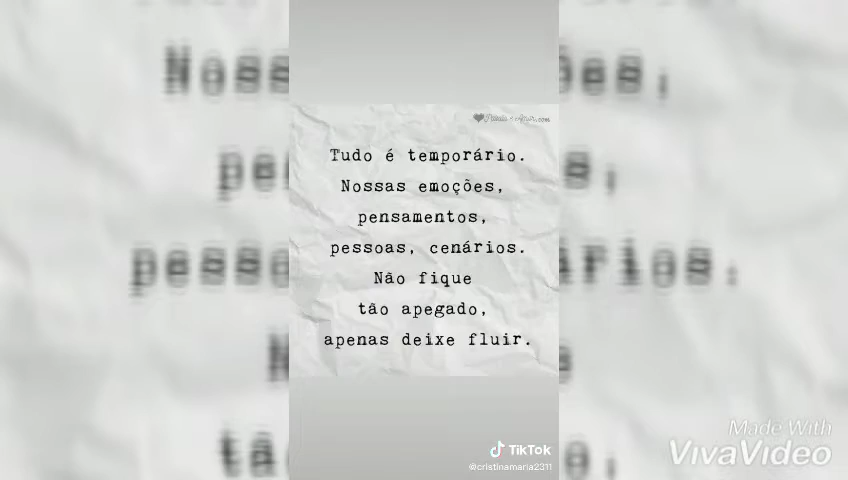 Tudo é temporário.
Nossas emoções,
pensamentos,
pessoas, cenários.
Não fique
tão apegado,
apenas deixe fluir.
TikTok
@cristinamaria2311
Made With
VivaVideo